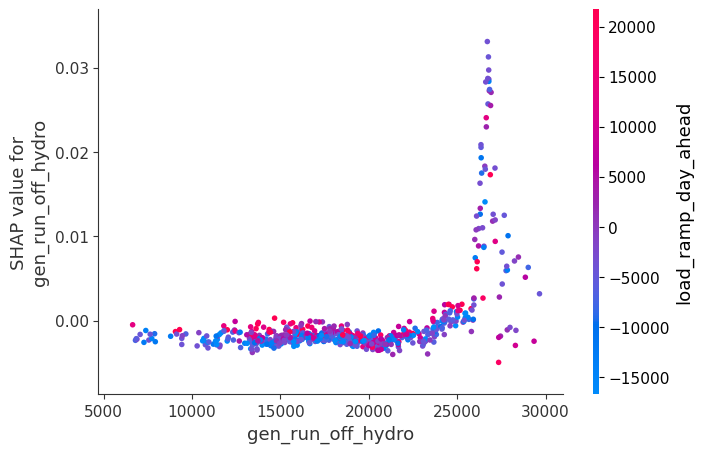 SHAP value for
gen_run_off_hydro
0.03
0.02
0.01
0.00
5000 10000 15000 20000 25000 30000
gen_run_off_hydro
20000
15000
10000
5000
0
−5000
−10000
−15000
load_ramp_day_ahead